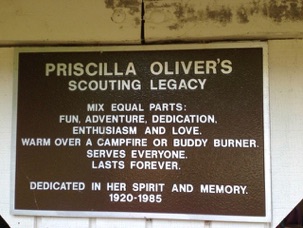 PRISCILLA OLIVER'S
SCOUTING LEGACY
MIX EQUAL PARTS:
FUN, ADVENTURE, DEDICATION,
ENTHUSIASM AND LOVE.
WARM OVER A CAMPFIRE OR BUDDY BURNER.
SERVES EVERYONE.
LASTS FOREVER.
DEDICATED IN HER SPIRIT AND MEMORY.
1920-1985